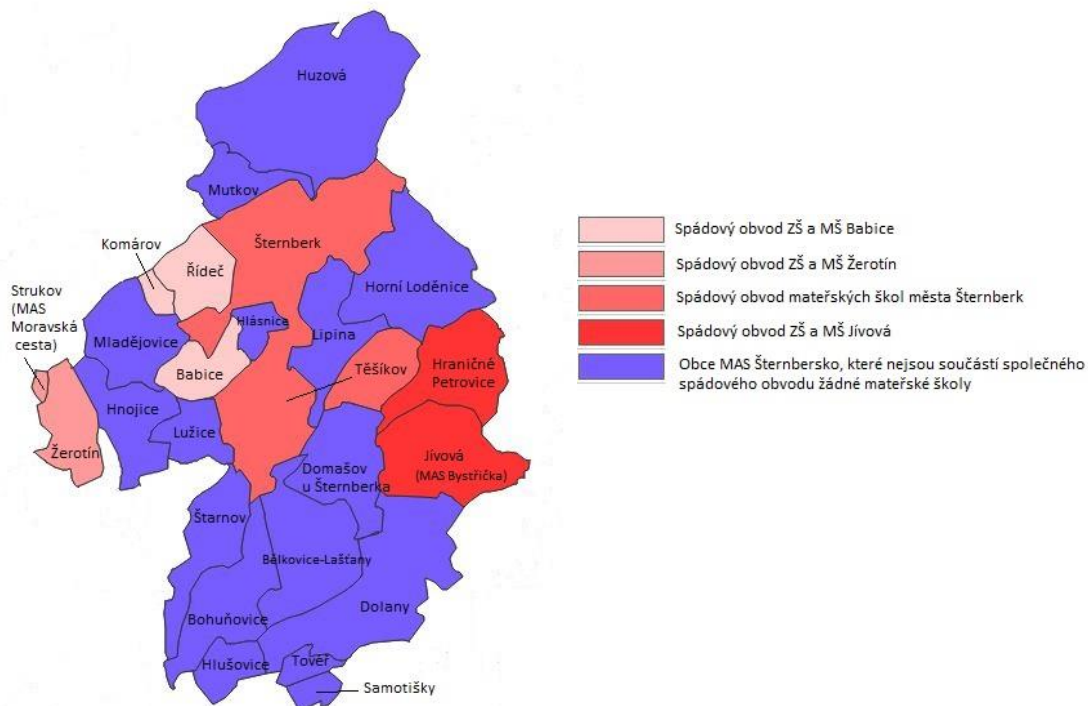 Huzová
Mutkov
Komárov
Šternberk
Řídeč
Horní Loděnice
Strukov
(MAS
Moravská
cesta)
Hlásnice
Mladějovice
Lipina
Babice
Těšíkov
Hraničné
Petrovice
Hnojice
Lužice
Žerotín
Jívová
(MAS Bystřička)
Domašov
u Šternberka
Štarnov
Bělkovice-Lašťany
Dolany
Bohuňovice
Hlušovice
Tovéř
Samotišky
Spádový obvod ZŠ a MŠ Babice
Spádový obvod ZŠ a MŠ Žerotín
Spádový obvod mateřských škol města Šternberk
Spádový obvod ZŠ a MŠ Jívová
Obce MAS Šternbersko, které nejsou součástí společného
spádového obvodu žádné mateřské školy